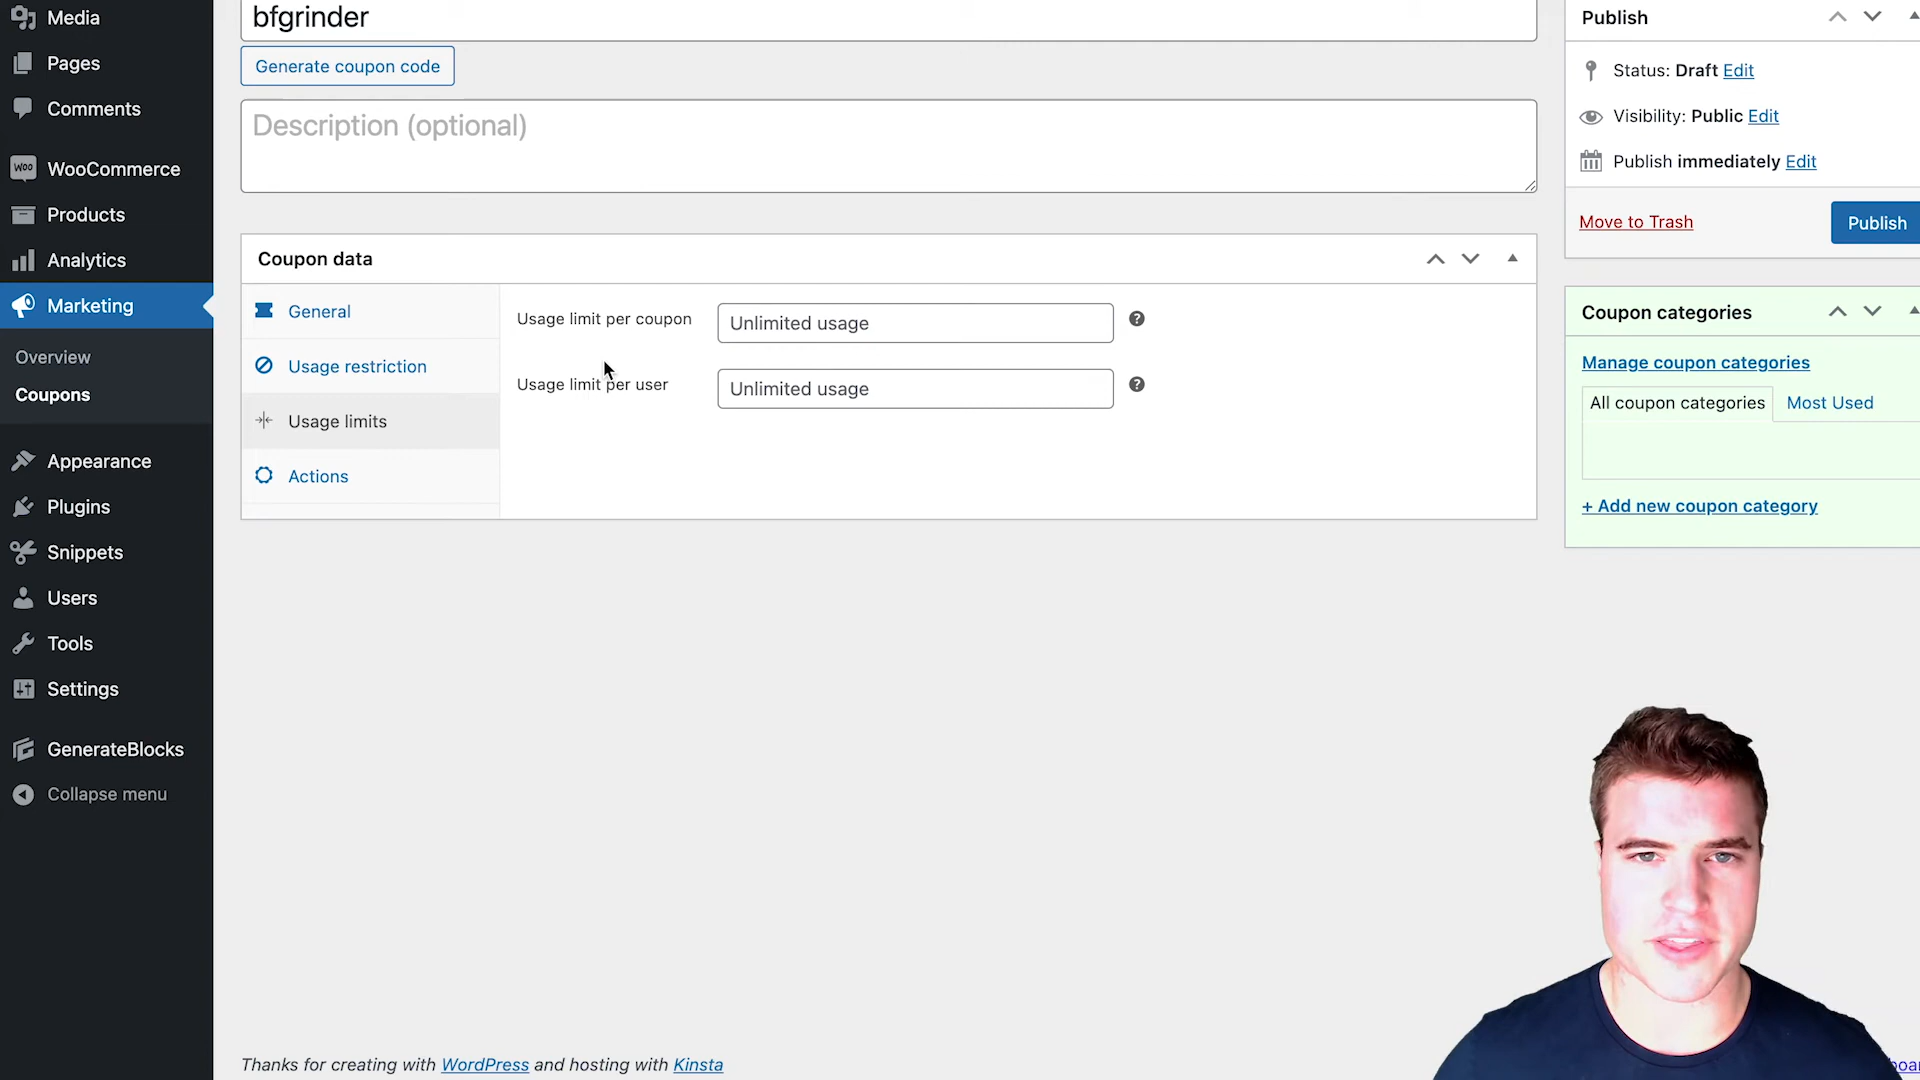 Media
Pages
Comments
WooCommerce
Products
Analytics
Marketing
Overview
Coupons
Appearance
Plugins
Snippets
Users
Tools
Settings
GenerateBlocks
Collapse menu
bfgrinder
Generate coupon code
Description (optional)
Coupon data
General
Usage restriction
Usage limits
Actions
Usage limit per coupon
Unlimited usage
Usage limit per user
Unlimited usage
Publish
Status: Draft Edit
Visibility: Public Edit
Publish immediately Edit
Move to Trash
Publish
Coupon categories
Manage coupon categories
All coupon categories
Most Used
+ Add new coupon category
Thanks for creating with WordPress and hosting with Kinsta